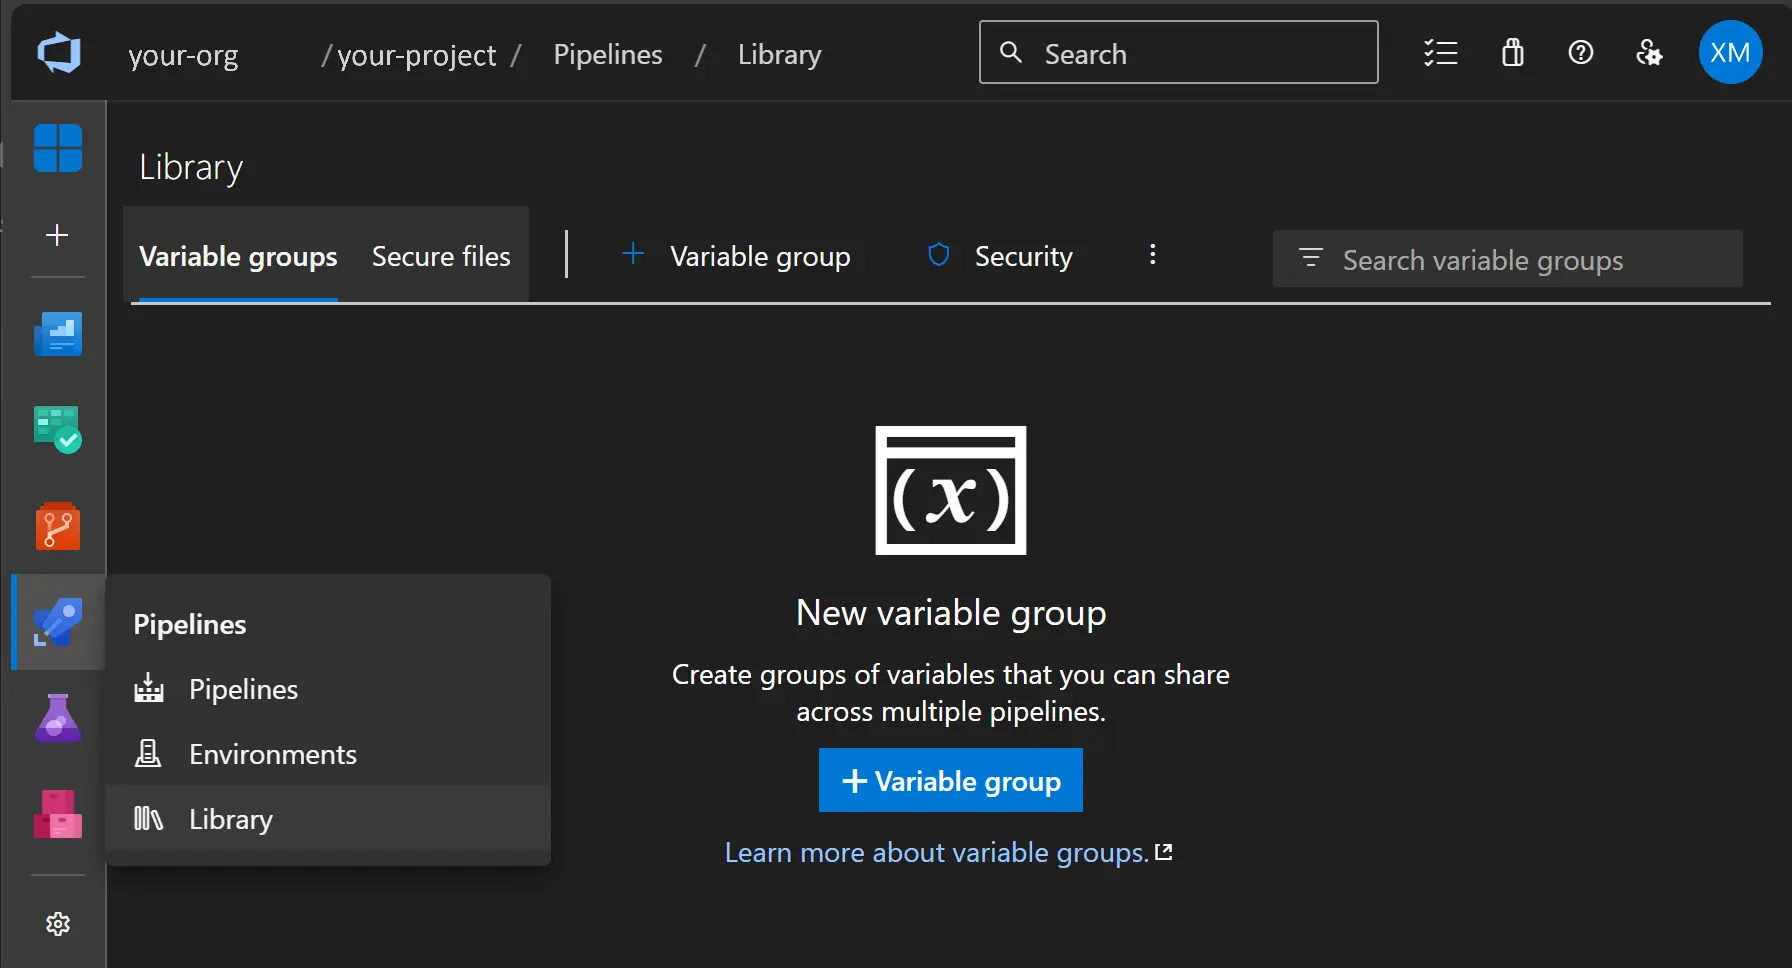 your-org / your-project / Pipelines / Library
Search
XM
Library
Variable groups
Secure files
Variable group
Security
Search variable groups
(x)
New variable group
Create groups of variables that you can share
across multiple pipelines.
+ Variable group
Learn more about variable groups.
Pipelines
Pipelines
Environments
Library